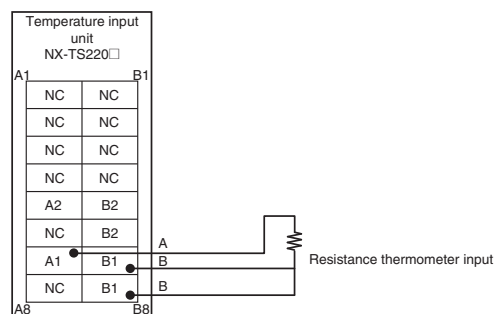 Temperature input
unit
NX-TS220□
A1 B1
NC NC
NC NC
NC NC
NC NC
A2 B2
NC B2
A
A1 B1 B
Resistance thermometer input
NC B1 B
A8 B8